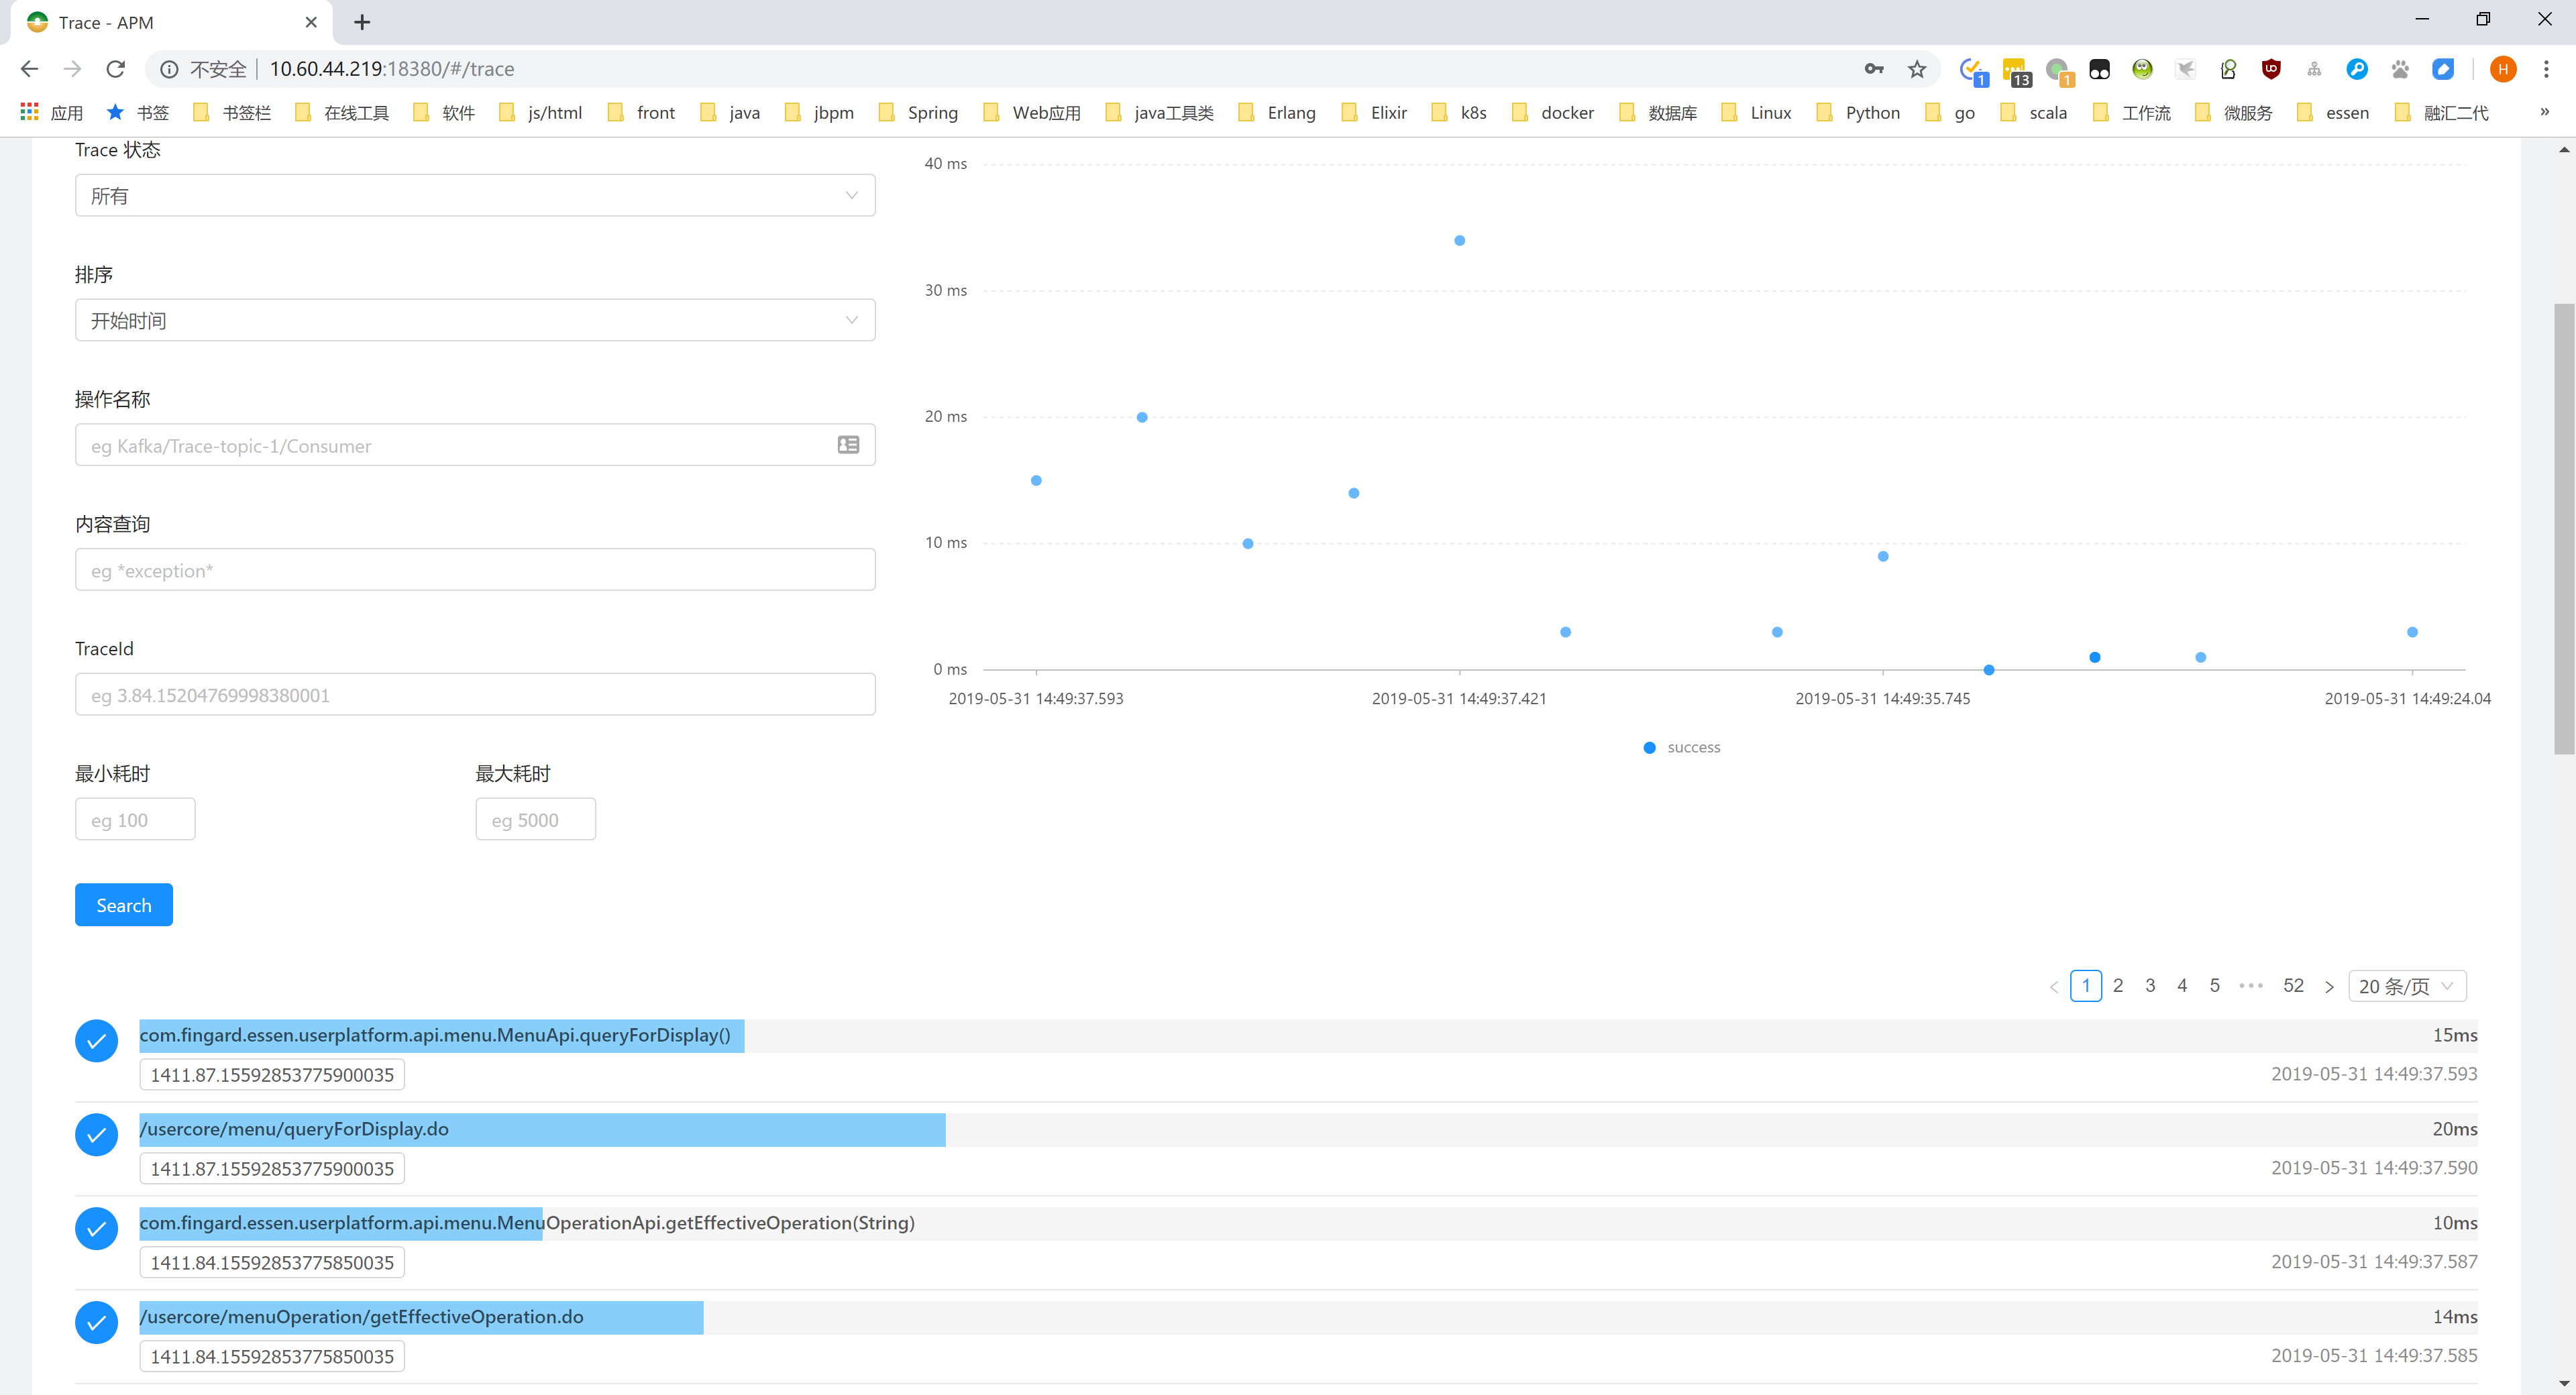 Trace - APM
不安全 10.60.44.219:18380/#/trace
1 13 1 H
应用 书签 书签栏 在线工具 软件 js/html front java jbpm Spring Web应用 java工具类 Erlang Elixir k8s docker 数据库 Linux Python go scala 工作流 微服务 essen 融汇二代 »
Trace 状态
所有
排序
开始时间
操作名称
eg Kafka/Trace-topic-1/Consumer
内容查询
eg *exception*
TraceId
eg 3.84.15204769998380001
最小耗时 最大耗时
eg 100 eg 5000
Search
40 ms
30 ms
20 ms
10 ms
0 ms
2019-05-31 14:49:37.593 2019-05-31 14:49:37.421 2019-05-31 14:49:35.745 2019-05-31 14:49:24.04
success
1 2 3 4 5 ••• 52 20 条/页
com.fingard.essen.userplatform.api.menu.MenuApi.queryForDisplay() 15ms
1411.87.15592853775900035 2019-05-31 14:49:37.593
/usercore/menu/queryForDisplay.do 20ms
1411.87.15592853775900035 2019-05-31 14:49:37.590
com.fingard.essen.userplatform.api.menu.MenuOperationApi.getEffectiveOperation(String) 10ms
1411.84.15592853775850035 2019-05-31 14:49:37.587
/usercore/menuOperation/getEffectiveOperation.do 14ms
1411.84.15592853775850035 2019-05-31 14:49:37.585